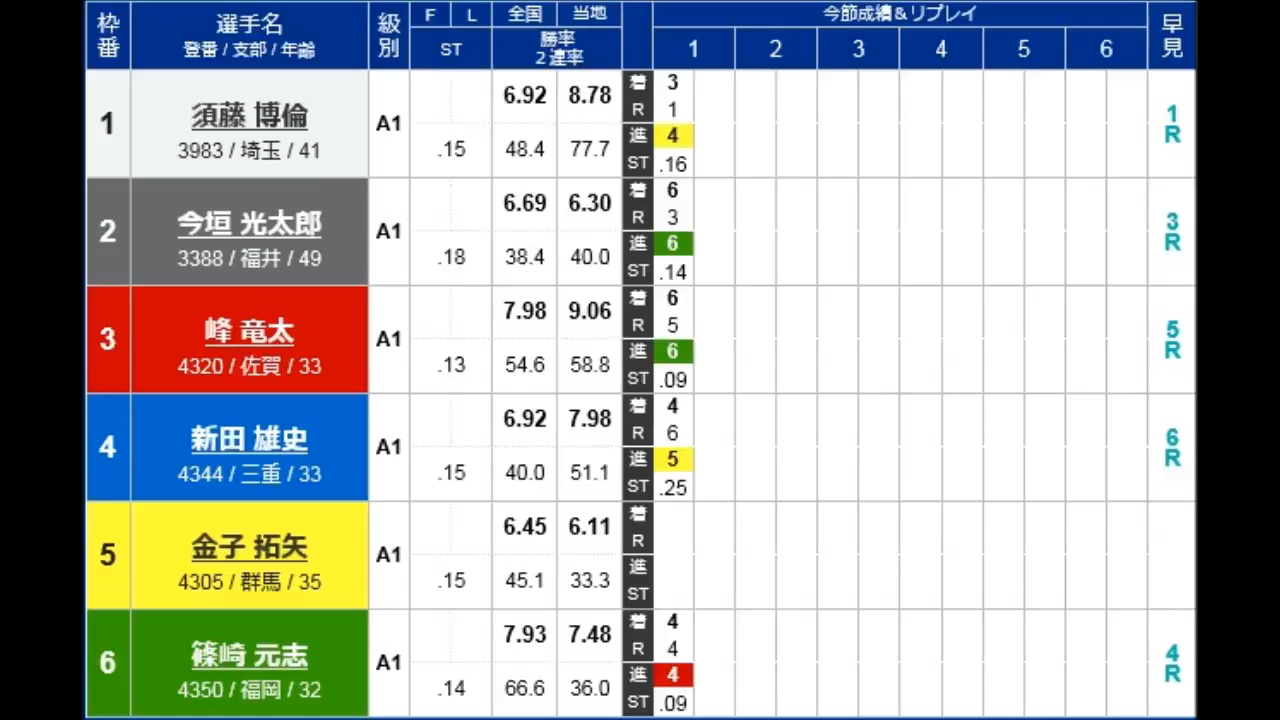 枠番 選手名 登番 / 支部 / 年齢 級別 F L ST 全国 当地 勝率 2連率 今節成績&リプレイ 1 2 3 4 5 6 早見
1 須藤 博倫 A1 6.92 8.78 着 3 1R
R 1
3983 / 埼玉 / 41 .15 48.4 77.7 進 4
ST .16
2 今垣 光太郎 A1 6.69 6.30 着 6 3R
R 3
3388 / 福井 / 49 .18 38.4 40.0 進 6
ST .14
3 峰 竜太 A1 7.98 9.06 着 6 5R
R 5
4320 / 佐賀 / 33 .13 54.6 58.8 進 6
ST .09
4 新田 雄史 A1 6.92 7.98 着 4 6R
R 6
4344 / 三重 / 33 .15 40.0 51.1 進 5
ST .25
5 金子 拓矢 A1 6.45 6.11 着
R
4305 / 群馬 / 35 .15 45.1 33.3 進
ST
6 篠崎 元志 A1 7.93 7.48 着 4 4R
R 4
4350 / 福岡 / 32 .14 66.6 36.0 進 4
ST .09